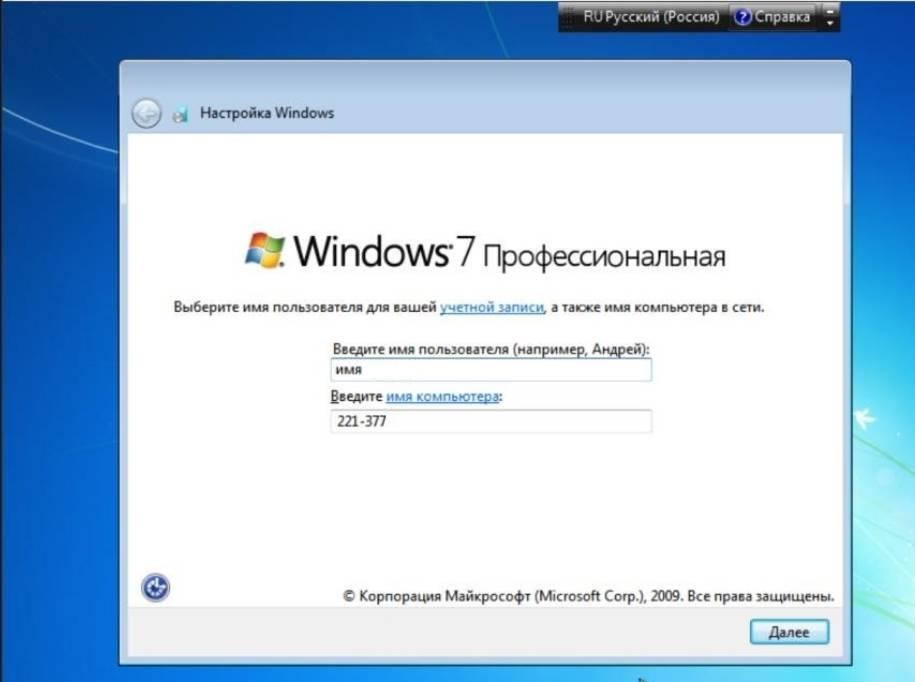 RU Русский (Россия) Справка
Настройка Windows
Windows 7 Профессиональная
Выберите имя пользователя для вашей учетной записи, а также имя компьютера в сети.
Введите имя пользователя (например, Андрей):
имя
Введите имя компьютера:
221-377
© Корпорация Майкрософт (Microsoft Corp.), 2009. Все права защищены.
Далее